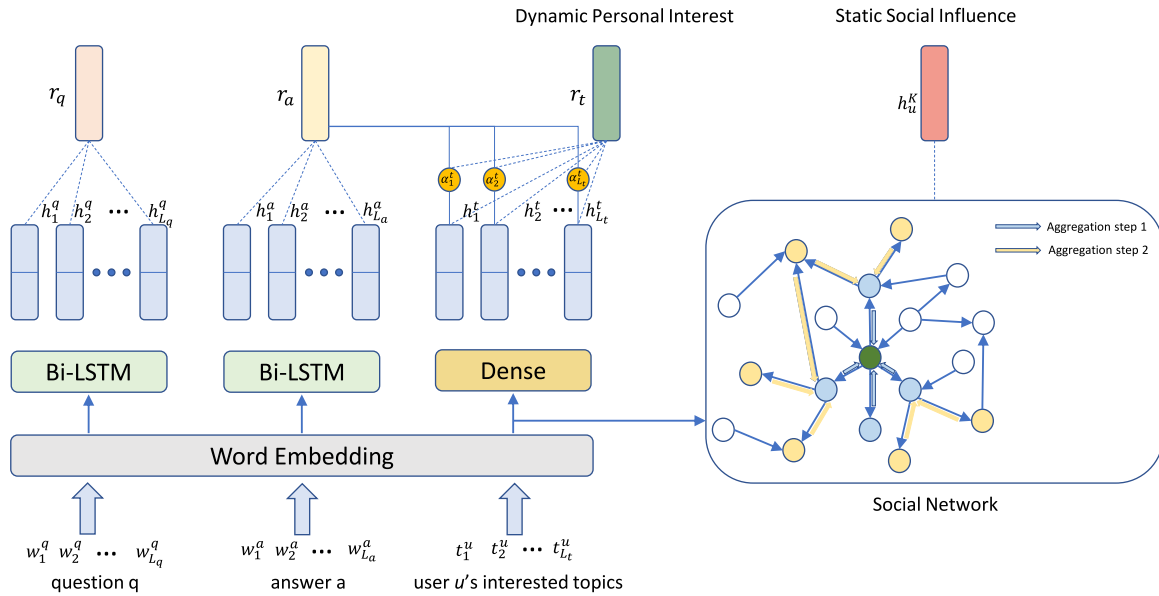 Dynamic Personal Interest
Static Social Influence
r_q
r_a
r_t
h_u^K
α_1^t α_2^t α_{L_t}^t
h_1^q h_2^q ··· h_{L_q}^q
h_1^a h_2^a ··· h_{L_a}^a
h_1^t h_2^t ··· h_{L_t}^t
Aggregation step 1
Aggregation step 2
Bi-LSTM
Bi-LSTM
Dense
Word Embedding
Social Network
w_1^q w_2^q ··· w_{L_q}^q
w_1^a w_2^a ··· w_{L_a}^a
t_1^u t_2^u ··· t_{L_t}^u
question q
answer a
user u's interested topics